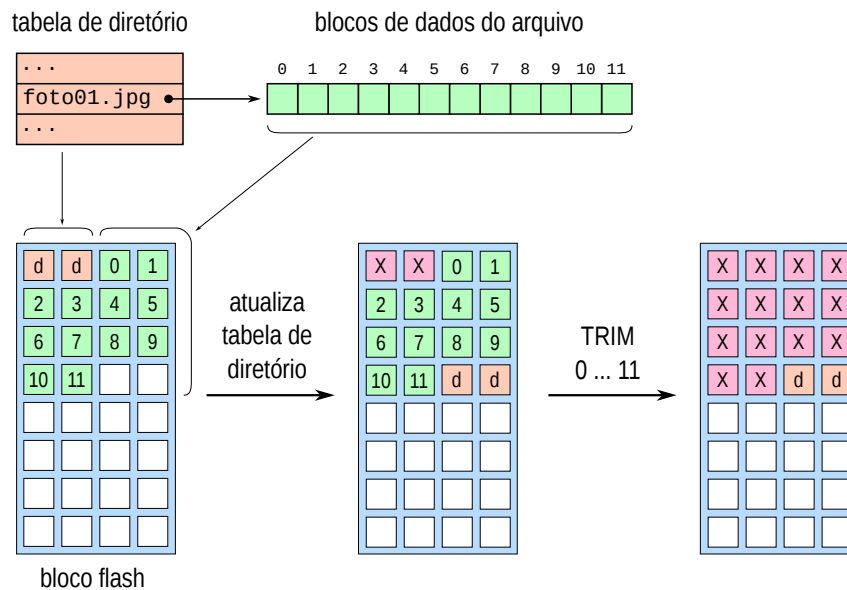 tabela de diretório
blocos de dados do arquivo
...
foto01.jpg
...
0 1 2 3 4 5 6 7 8 9 10 11
d d 0 1
2 3 4 5
6 7 8 9
10 11
bloco flash
atualiza
tabela de
diretório
X X 0 1
2 3 4 5
6 7 8 9
10 11 d d
TRIM
0 ... 11
X X X X
X X X X
X X X X
X X d d